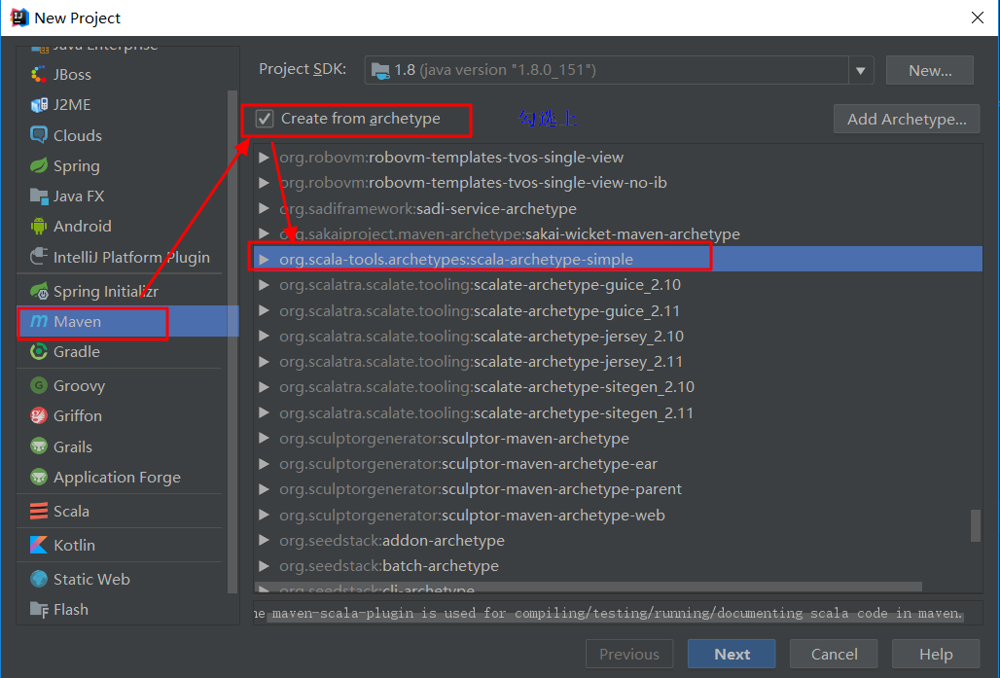 New Project
Java Enterprise
JBoss
J2ME
Clouds
Spring
Java FX
Android
IntelliJ Platform Plugin
Spring Initializr
Maven
Gradle
Groovy
Griffon
Grails
Application Forge
Scala
Kotlin
Static Web
Flash
Project SDK: 1.8 (java version "1.8.0_151") New...
Create from archetype 勾选上 Add Archetype...
org.robovm:robovm-templates-tvos-single-view
org.robovm:robovm-templates-tvos-single-view-no-ib
org.sadiframework:sadi-service-archetype
org.sakaiproject.maven-archetype:sakai-wicket-maven-archetype
org.scala-tools.archetypes:scala-archetype-simple
org.scalatra.scalate.tooling:scalate-archetype-guice_2.10
org.scalatra.scalate.tooling:scalate-archetype-guice_2.11
org.scalatra.scalate.tooling:scalate-archetype-jersey_2.10
org.scalatra.scalate.tooling:scalate-archetype-jersey_2.11
org.scalatra.scalate.tooling:scalate-archetype-sitegen_2.10
org.scalatra.scalate.tooling:scalate-archetype-sitegen_2.11
org.sculptorgenerator:sculptor-maven-archetype
org.sculptorgenerator:sculptor-maven-archetype-ear
org.sculptorgenerator:sculptor-maven-archetype-parent
org.sculptorgenerator:sculptor-maven-archetype-web
org.seedstack:addon-archetype
org.seedstack:batch-archetype
org.seedstack:cli-archetype
he maven-scala-plugin is used for compiling/testing/running/documenting scala code in maven.
Previous Next Cancel Help